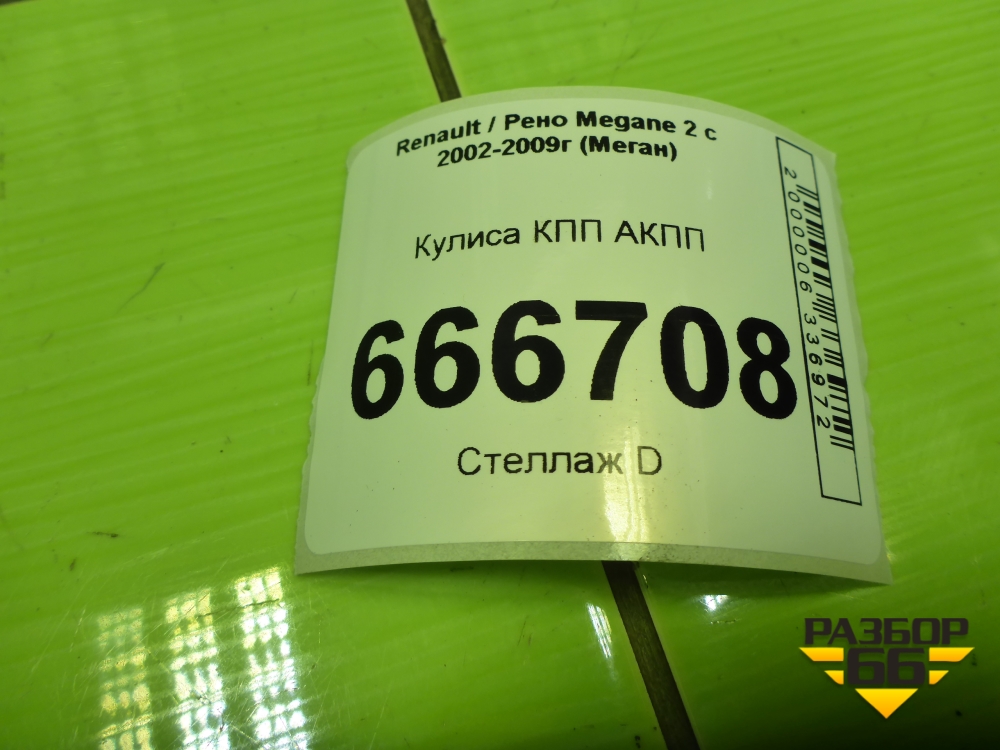 Renault / Рено Megane 2 с
2002-2009г (Меган)
Кулиса КПП АКПП
666708
Стеллаж D
2000006336972
РАЗБОР
66